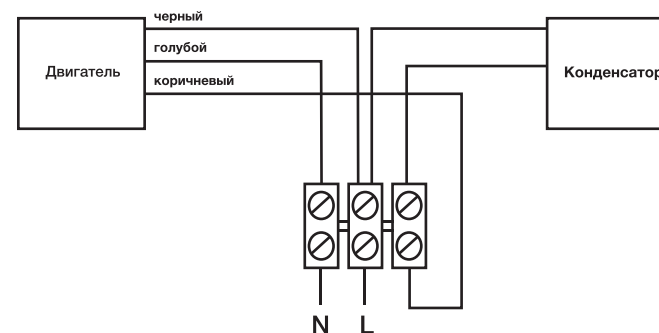 черный
голубой
Двигатель
коричневый
Конденсатор
N L